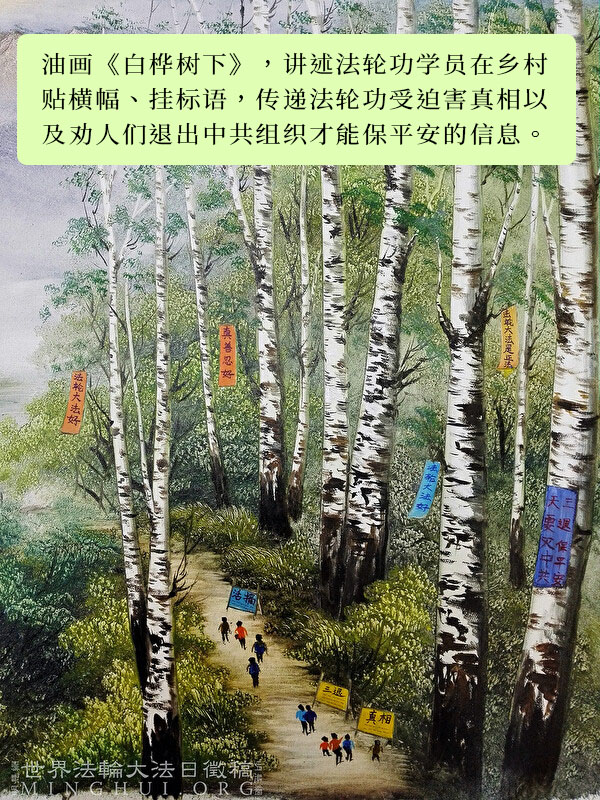 油画《白桦树下》，讲述法轮功学员在乡村
贴横幅、挂标语，传递法轮功受迫害真相以
及劝人们退出中共组织才能保平安的信息。
真善忍好
法轮大法好
法轮大法是正法
法轮大法好
三退保平安
天要灭中共
三退
真相
世界法輪大法日徵稿
MINGHUI.ORG